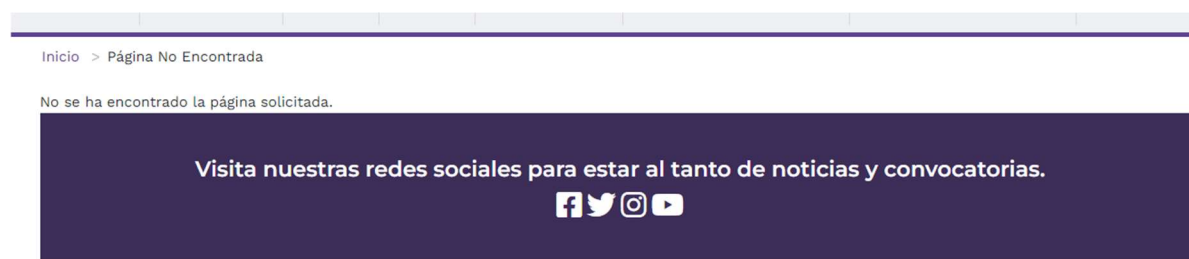 Inicio > Página No Encontrada
No se ha encontrado la página solicitada.
Visita nuestras redes sociales para estar al tanto de noticias y convocatorias.